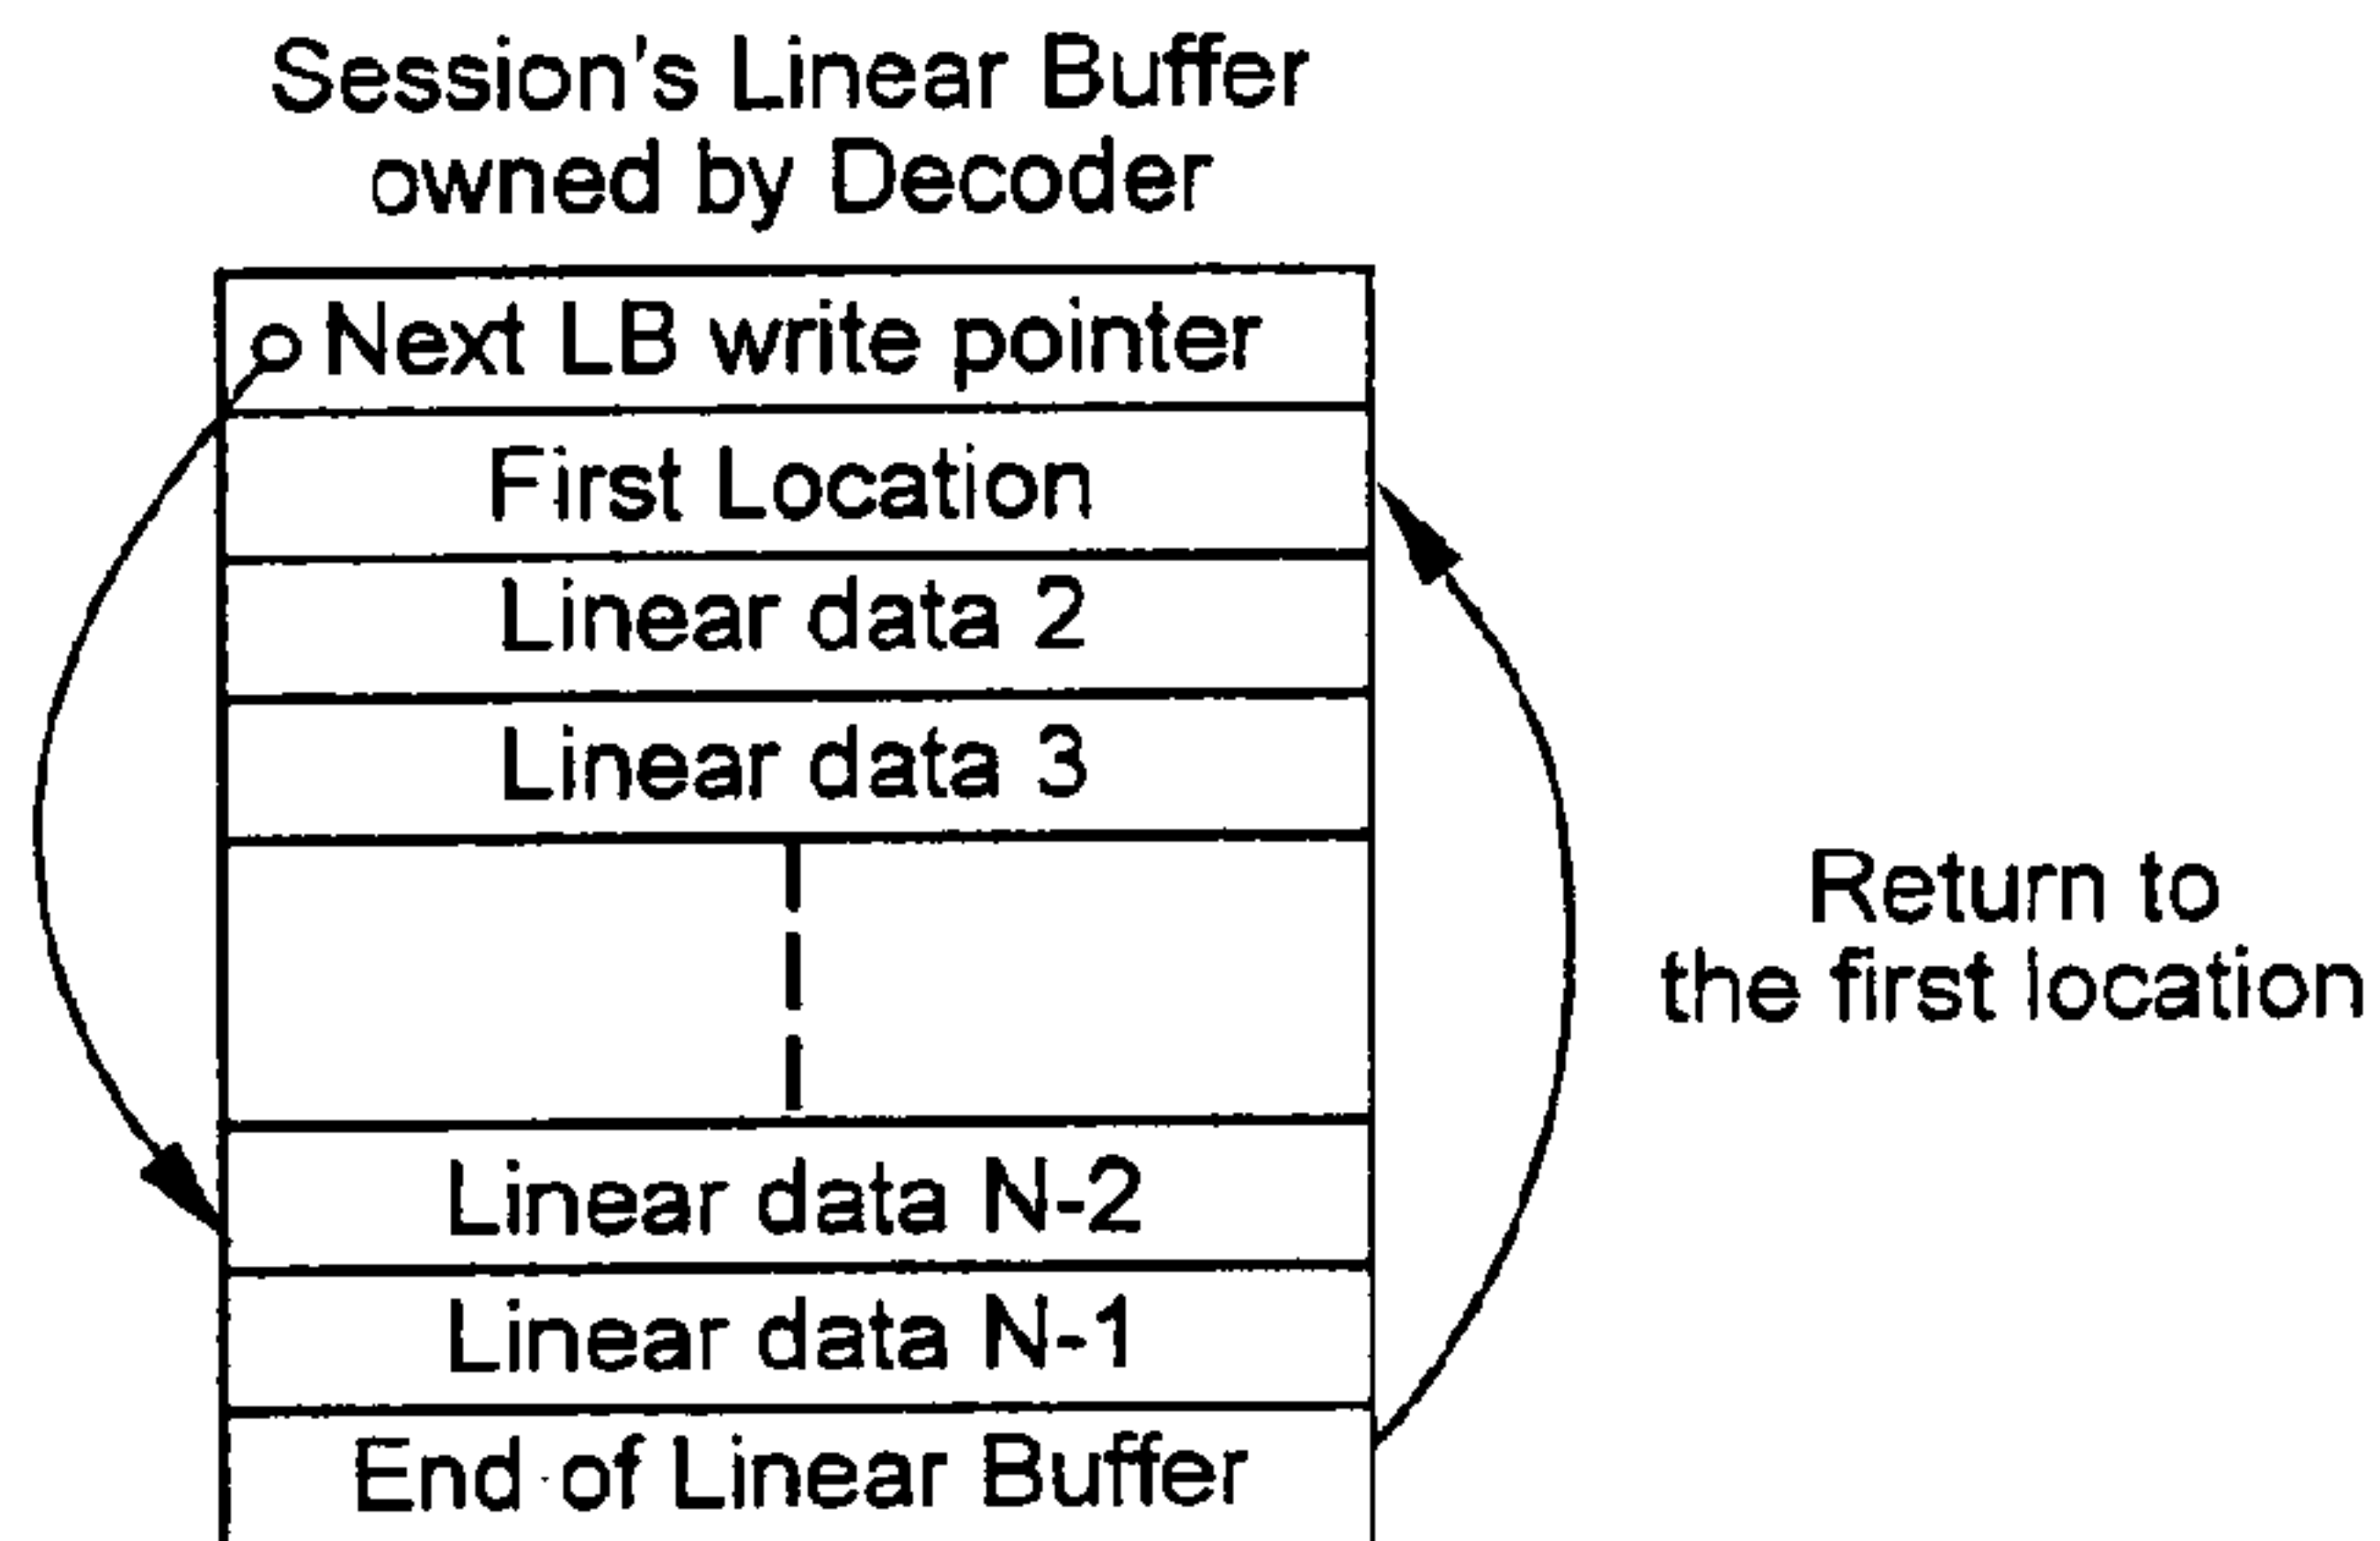 Session's Linear Buffer
owned by Decoder
Next LB write pointer
First Location
Linear data 2
Linear data 3
Return to
the first location
Linear data N-2
Linear data N-1
End of Linear Buffer